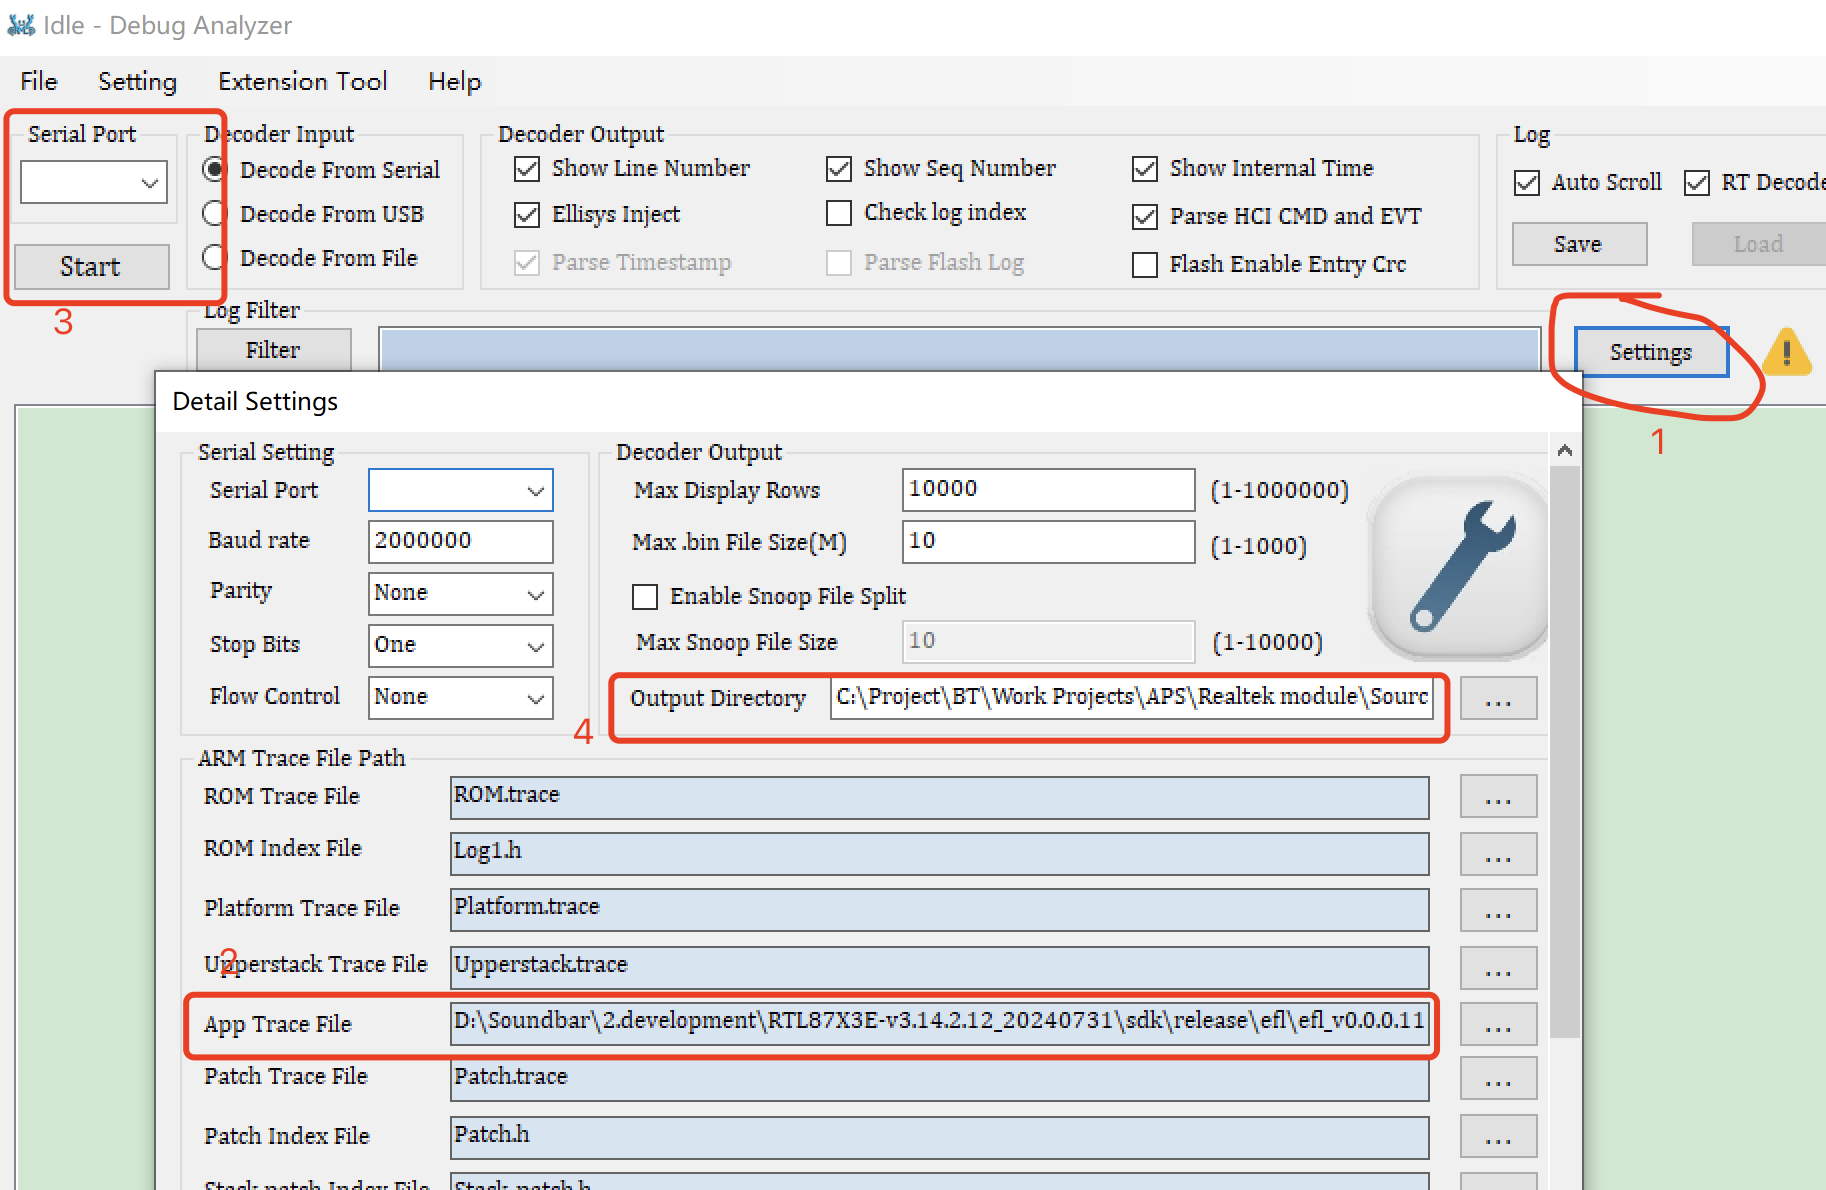 Idle - Debug Analyzer
File Setting Extension Tool Help
Serial Port
Start
3
Decoder Input
Decode From Serial
Decode From USB
Decode From File
Decoder Output
Show Line Number Show Seq Number Show Internal Time
Ellisys Inject Check log index Parse HCI CMD and EVT
Parse Timestamp Parse Flash Log Flash Enable Entry Crc
Log
Auto Scroll RT Decode
Save Load
Log Filter
Filter
Settings
1
Detail Settings
Serial Setting
Serial Port
Baud rate 2000000
Parity None
Stop Bits One
Flow Control None
Decoder Output
Max Display Rows 10000 (1-1000000)
Max .bin File Size(M) 10 (1-1000)
Enable Snoop File Split
Max Snoop File Size 10 (1-10000)
Output Directory C:\Project\BT\Work Projects\APS\Realtek module\Sourc ...
4
ARM Trace File Path
ROM Trace File ROM.trace ...
ROM Index File Log1.h ...
Platform Trace File Platform.trace ...
Upperstack Trace File Upperstack.trace ...
2
App Trace File D:\Soundbar\2.development\RTL87X3E-v3.14.2.12_20240731\sdk\release\efl\efl_v0.0.0.11 ...
Patch Trace File Patch.trace ...
Patch Index File Patch.h ...
Stack patch Index File Stack_patch.h